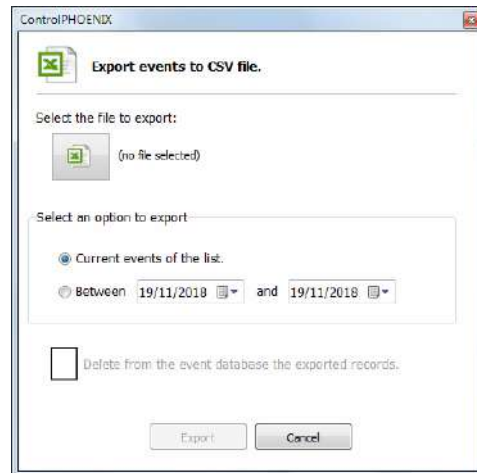 ControlPHOENIX
Export events to CSV file.
Select the file to export:
(no file selected)
Select an option to export
Current events of the list.
Between 19/11/2018 and 19/11/2018
Delete from the event database the exported records.
Export Cancel